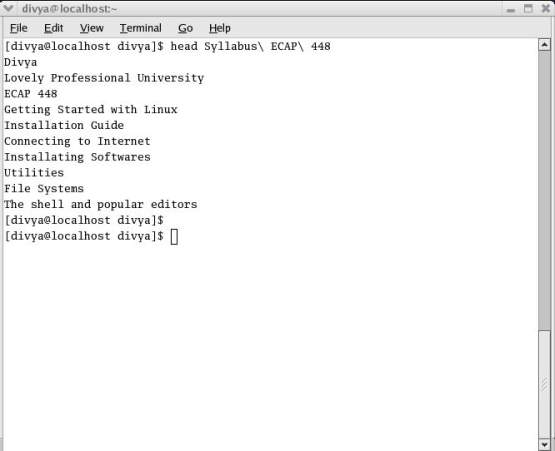 divya@localhost:~
File Edit View Terminal Go Help
[divya@localhost divya]$ head Syllabus\ ECAP\ 448
Divya
Lovely Professional University
ECAP 448
Getting Started with Linux
Installation Guide
Connecting to Internet
Installating Softwares
Utilities
File Systems
The shell and popular editors
[divya@localhost divya]$
[divya@localhost divya]$